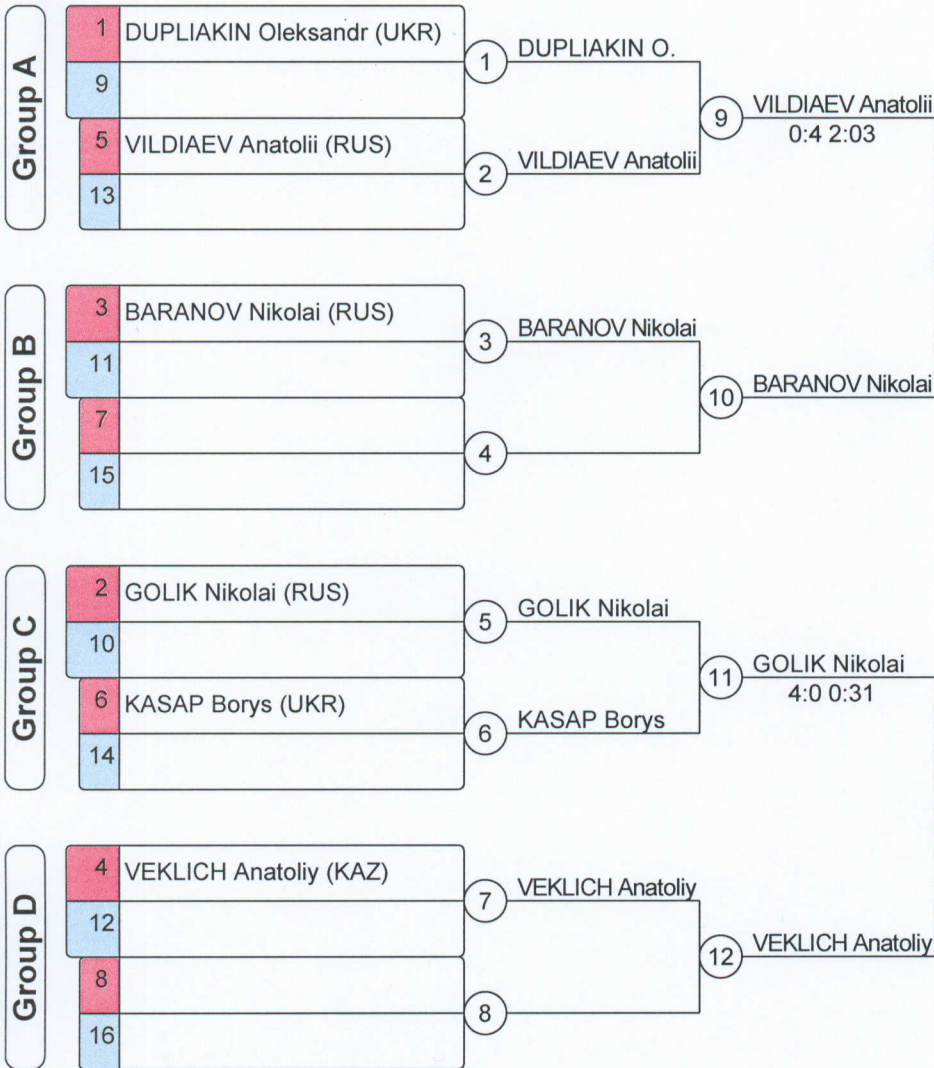 Group A
1 DUPLIAKIN Oleksandr (UKR)
9
5 VILDIAEV Anatolii (RUS)
13
1 DUPLIAKIN O.
2 VILDIAEV Anatolii
9 VILDIAEV Anatolii
0:4 2:03
Group B
3 BARANOV Nikolai (RUS)
11
7
15
3 BARANOV Nikolai
4
10 BARANOV Nikolai
Group C
2 GOLIK Nikolai (RUS)
10
6 KASAP Borys (UKR)
14
5 GOLIK Nikolai
6 KASAP Borys
11 GOLIK Nikolai
4:0 0:31
Group D
4 VEKLICH Anatoliy (KAZ)
12
8
16
7 VEKLICH Anatoliy
8
12 VEKLICH Anatoliy